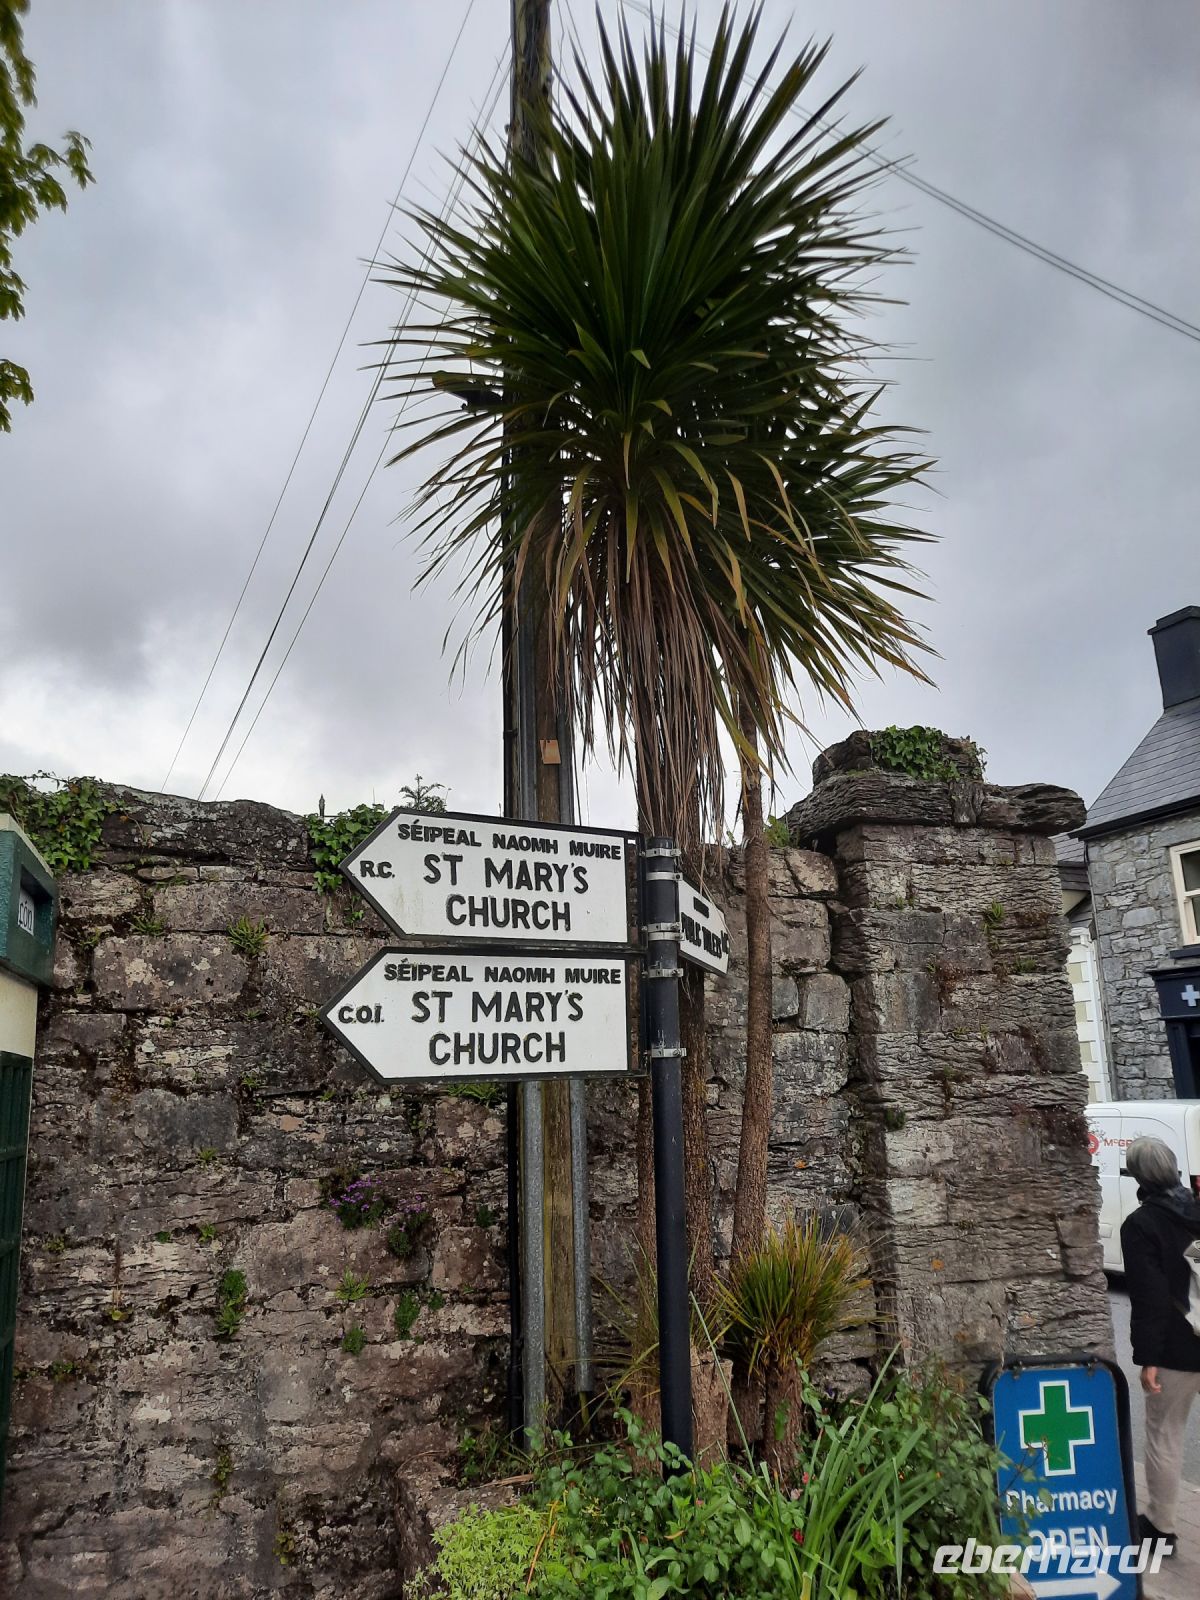 SÉIPEAL NAOMH MUIRE
R.C. ST MARY'S
CHURCH
SÉIPEAL NAOMH MUIRE
C.O.I. ST MARY'S
CHURCH
Pharmacy
OPEN
eberhardt